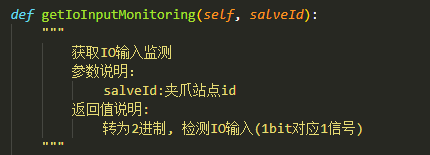 def getIoInputMonitoring(self, salveId):
"""
获取IO输入监测
参数说明:
salveId:夹爪站点id
返回值说明:
转为2进制, 检测IO输入(1bit对应1信号)
"""